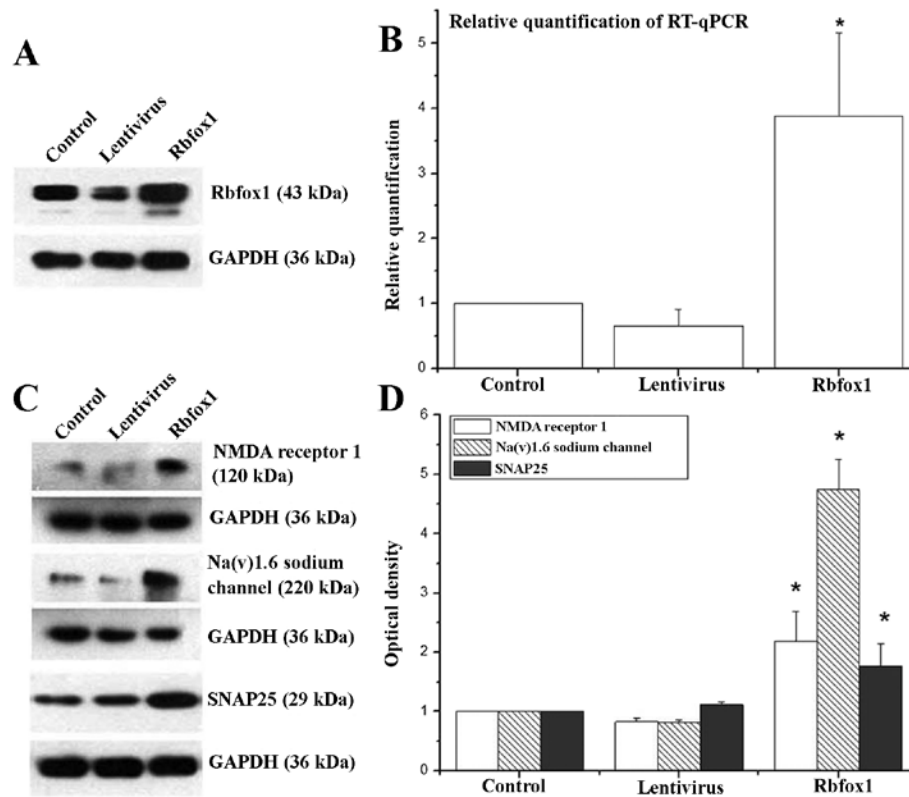 A
Control
Lentivirus
Rbfox1
Rbfox1 (43 kDa)
GAPDH (36 kDa)
B
Relative quantification of RT-qPCR
*
5
4
3
2
1
0
Relative quantification
Control
Lentivirus
Rbfox1
C
Control
Lentivirus
Rbfox1
NMDA receptor 1
(120 kDa)
GAPDH (36 kDa)
Na(v)1.6 sodium
channel (220 kDa)
GAPDH (36 kDa)
SNAP25 (29 kDa)
GAPDH (36 kDa)
D
NMDA receptor 1
Na(v)1.6 sodium channel
SNAP25
*
*
*
6
5
4
3
2
1
0
Optical density
Control
Lentivirus
Rbfox1